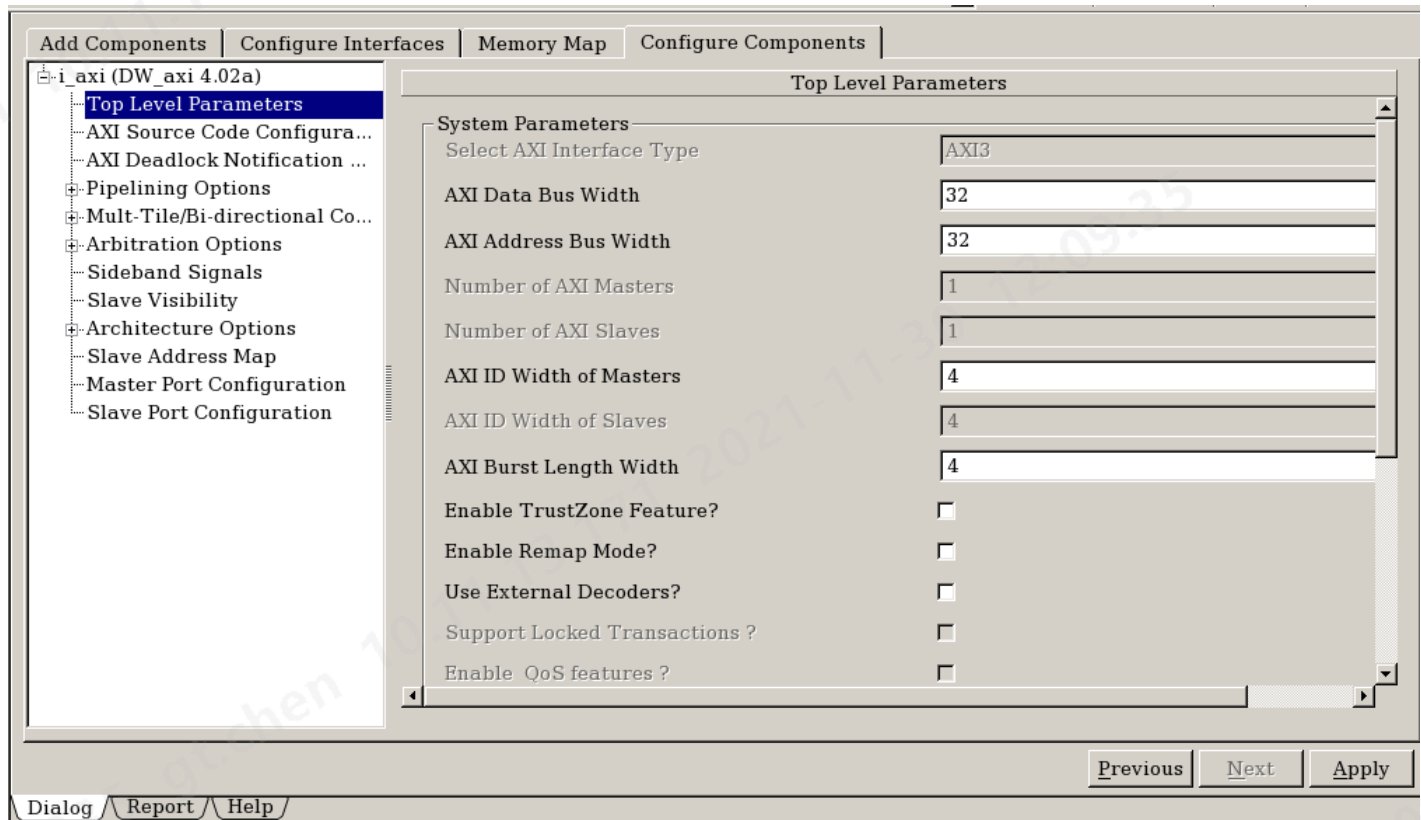 Add Components
Configure Interfaces
Memory Map
Configure Components
i_axi (DW_axi 4.02a)
Top Level Parameters
AXI Source Code Configura...
AXI Deadlock Notification ...
Pipelining Options
Mult-Tile/Bi-directional Co...
Arbitration Options
Sideband Signals
Slave Visibility
Architecture Options
Slave Address Map
Master Port Configuration
Slave Port Configuration
Top Level Parameters
System Parameters
Select AXI Interface Type AXI3
AXI Data Bus Width 32
AXI Address Bus Width 32
Number of AXI Masters 1
Number of AXI Slaves 1
AXI ID Width of Masters 4
AXI ID Width of Slaves 4
AXI Burst Length Width 4
Enable TrustZone Feature?
Enable Remap Mode?
Use External Decoders?
Support Locked Transactions ?
Enable QoS features ?
Previous Next Apply
Dialog Report Help